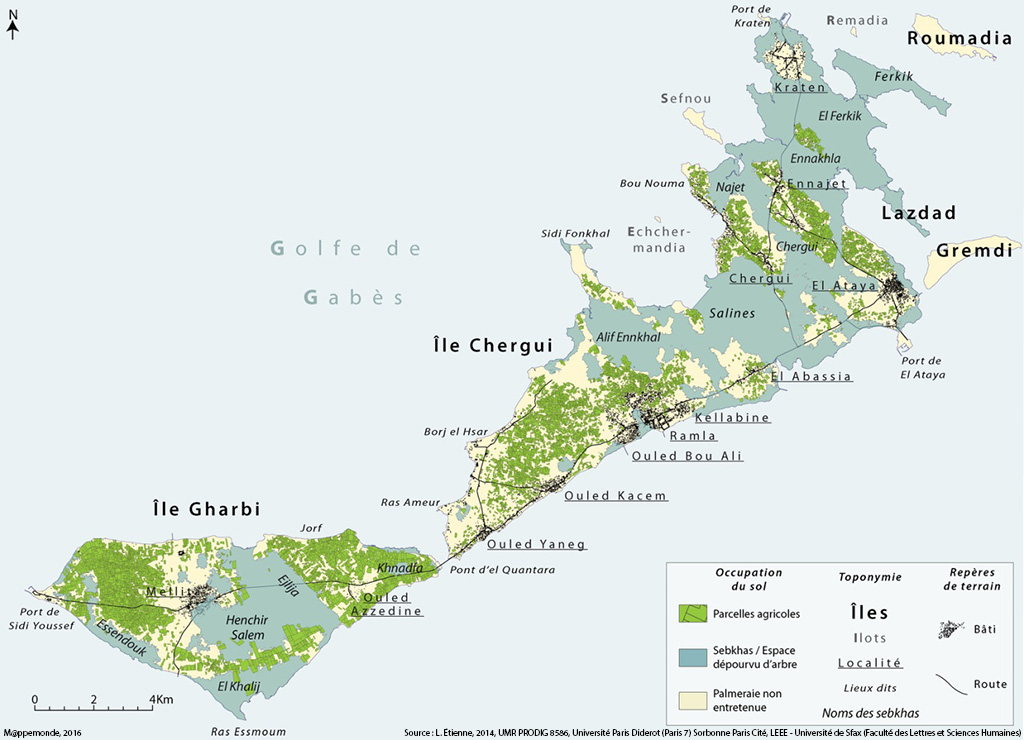 N
Port de
Kraten
Remadia
Roumadia
Ferkik
Kraten
Sefnou
El Ferkik
Ennakhla
Bou Nouma
Najet
Ennajet
Lazdad
Echcher-
mandia
Sidi Fonkhal
Chergui
Gremdi
Golfe de
Gabès
Chergui
El Ataya
Salines
Île Chergui
Alif Ennkhal
Port de
El Ataya
El Abassia
Kellabine
Ramla
Borj el Hsar
Ouled Bou Ali
Ouled Kacem
Ras Ameur
Île Gharbi
Jorf
Ouled Yaneg
Khnadfa
Pont d'el Quantara
Ejljla
Mellit
Ouled
Azzedine
Port de
Sidi Youssef
Essendouk
Henchir
Salem
El Khalij
Ras Essmoum
0 2 4Km
Occupation
du sol
Parcelles agricoles
Sebkhas / Espace
dépourvu d'arbre
Palmeraie non
entretenue
Toponymie
Îles
Ilots
Localité
Lieux dits
Noms des sebkhas
Repères
de terrain
Bâti
Route
M@ppemonde, 2016
Source : L. Étienne, 2014, UMR PRODIG 8586, Université Paris Diderot (Paris 7) Sorbonne Paris Cité, LEEE - Université de Sfax (Faculté des Lettres et Sciences Humaines)